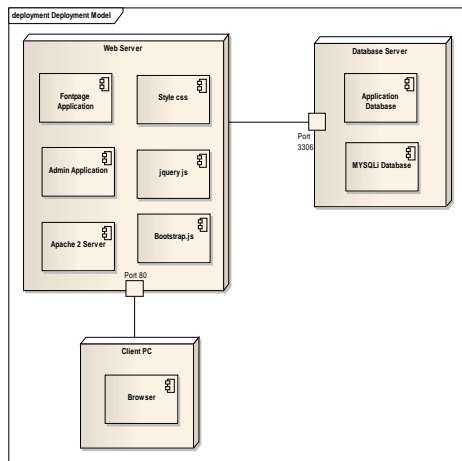 deployment Deployment Model
Web Server
Fontpage
Application
Style css
Admin Application
jquery js
Apache 2 Server
Bootstrap.js
Port 80
Database Server
Application
Database
MYSQLi Database
Port
3306
Client PC
Browser